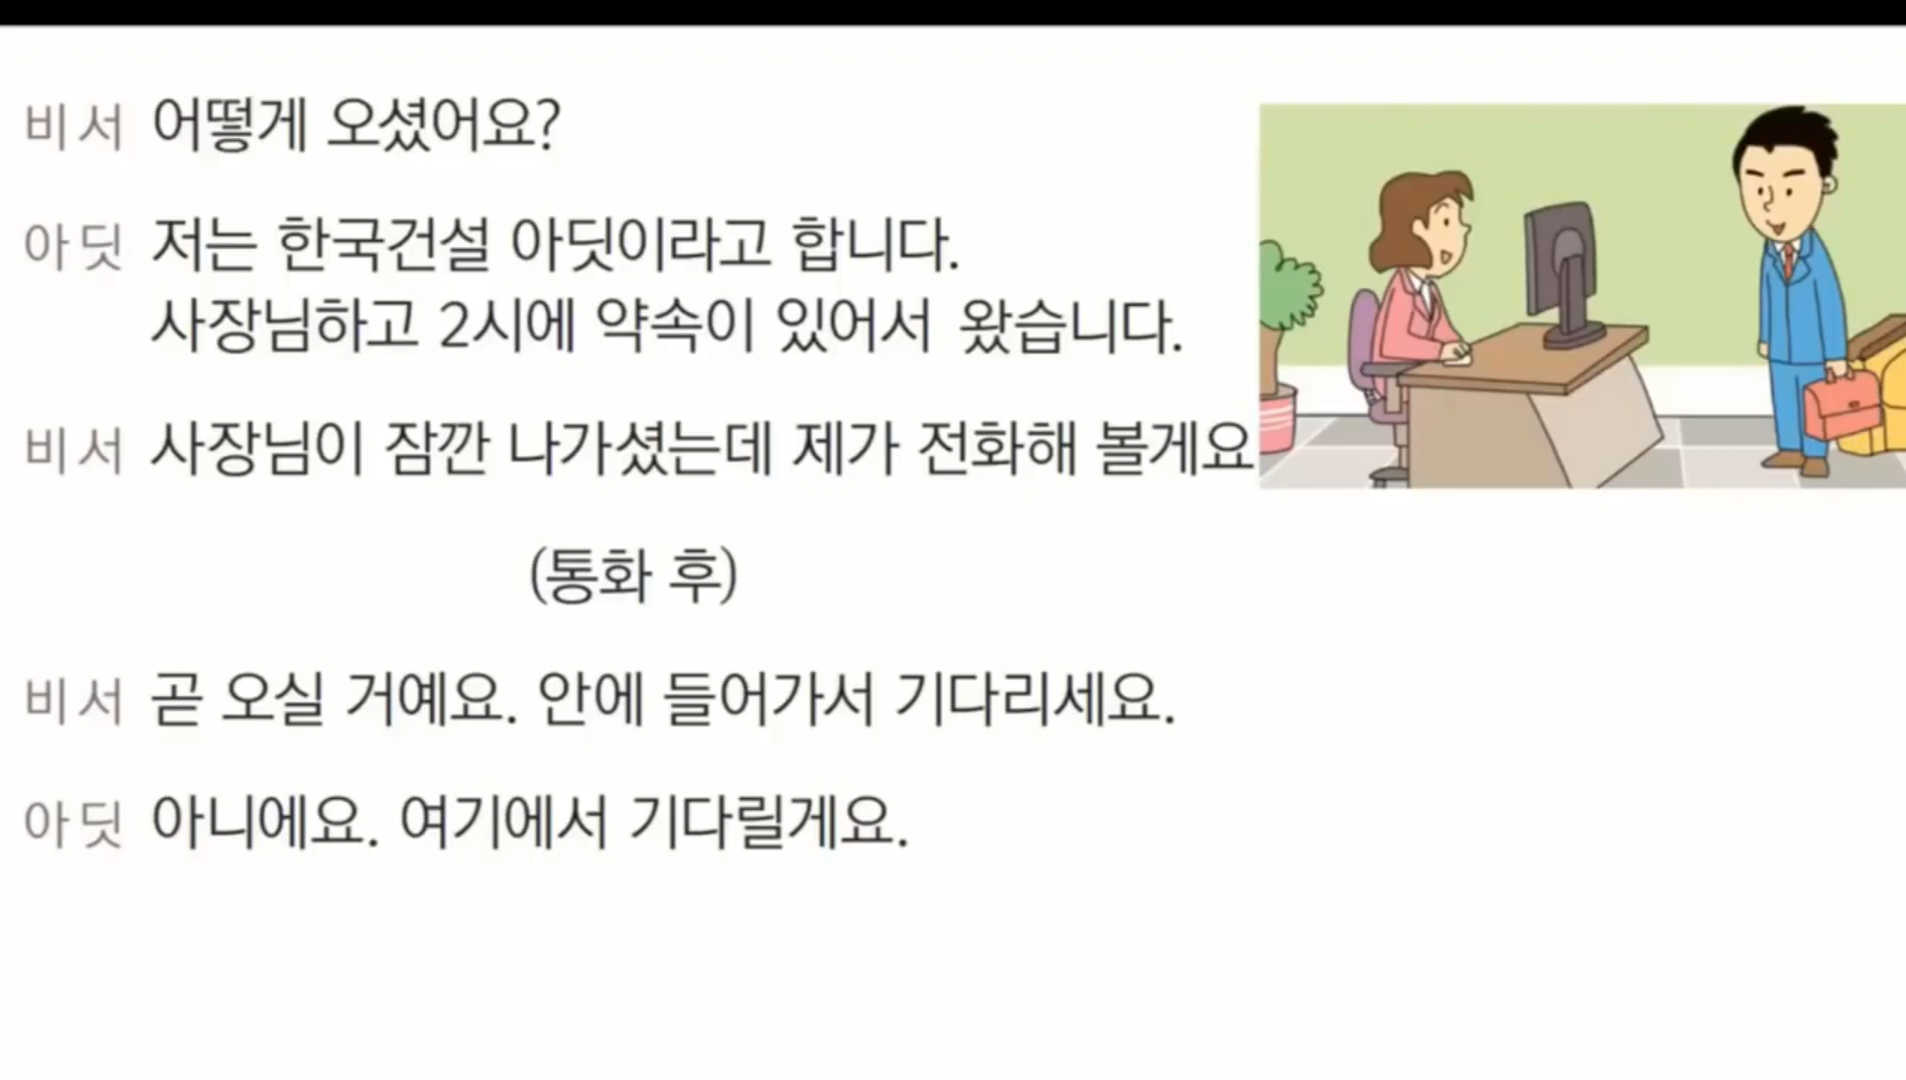 비서 어떻게 오셨어요?
아딧 저는 한국건설 아딧이라고 합니다.
사장님하고 2시에 약속이 있어서 왔습니다.
비서 사장님이 잠깐 나가셨는데 제가 전화해 볼게요
(통화 후)
비서 곧 오실 거예요. 안에 들어가서 기다리세요.
아딧 아니에요. 여기에서 기다릴게요.